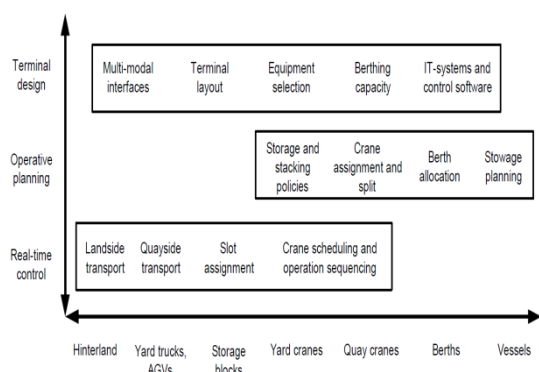 Terminal
design
Multi-modal
interfaces
Terminal
layout
Equipment
selection
Berthing
capacity
IT-systems and
control software
Operative
planning
Storage and
stacking
policies
Crane
assignment and
split
Berth
allocation
Stowage
planning
Real-time
control
Landside
transport
Quayside
transport
Slot
assignment
Crane scheduling and
operation sequencing
Hinterland
Yard trucks,
AGVs
Storage
blocks
Yard cranes
Quay cranes
Berths
Vessels